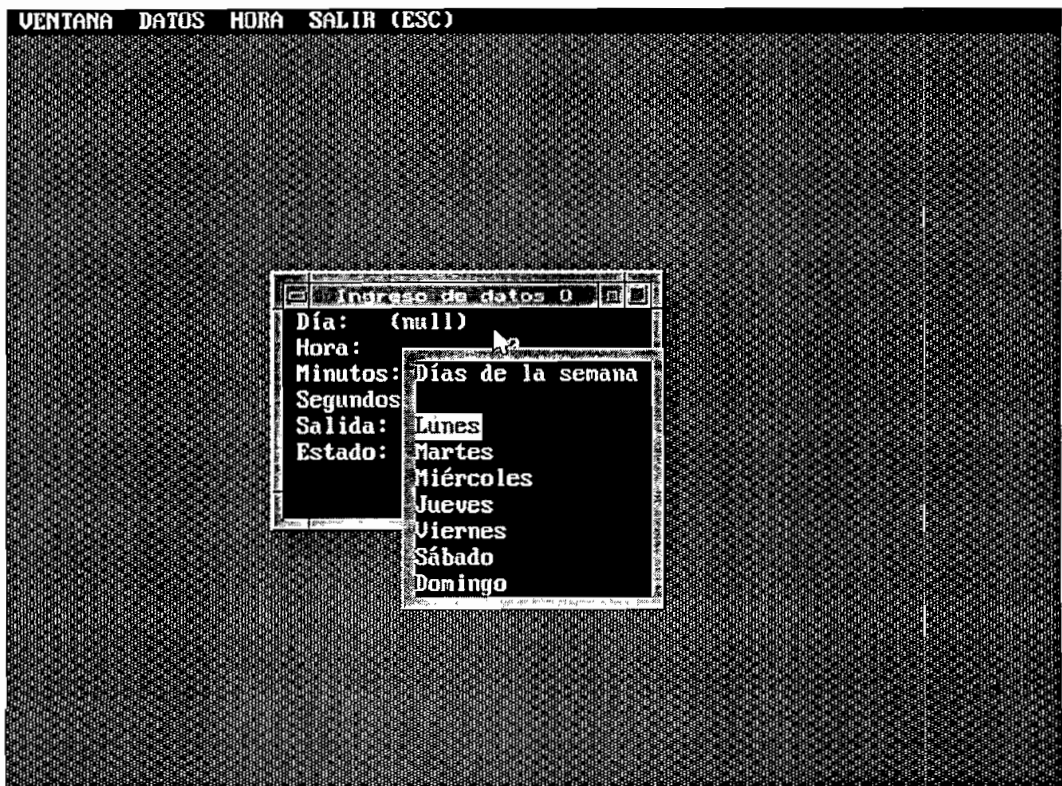 VENTANA DATOS HORA SALIR (ESC)
Ingreso de datos 0
Día: (null)
Hora:
Minutos:
Segundos
Salida:
Estado:
Días de la semana
Lúnes
Martes
Miércoles
Jueves
Viernes
Sábado
Domingo